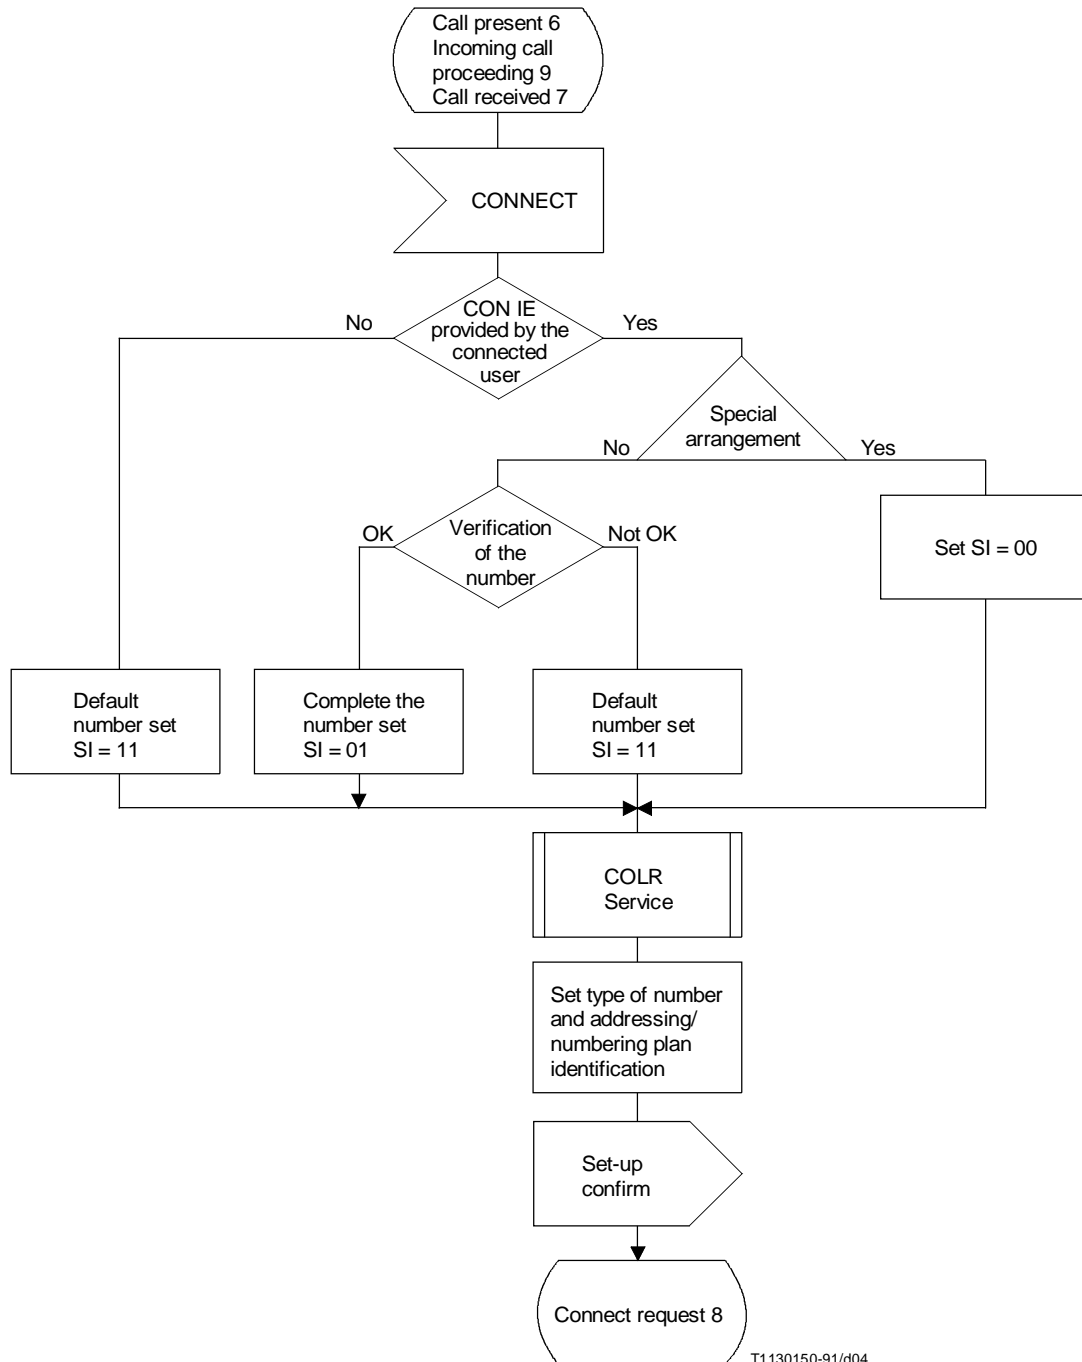 Call present 6
Incoming call
proceeding 9
Call received 7
CONNECT
CON IE
provided by the
connected
user
No
Yes
Special
arrangement
No
Yes
Verification
of the
number
OK
Not OK
Set SI = 00
Default
number set
SI = 11
Complete the
number set
SI = 01
Default
number set
SI = 11
COLR
Service
Set type of number
and addressing/
numbering plan
identification
Set-up
confirm
Connect request 8
T1130150-91/d04